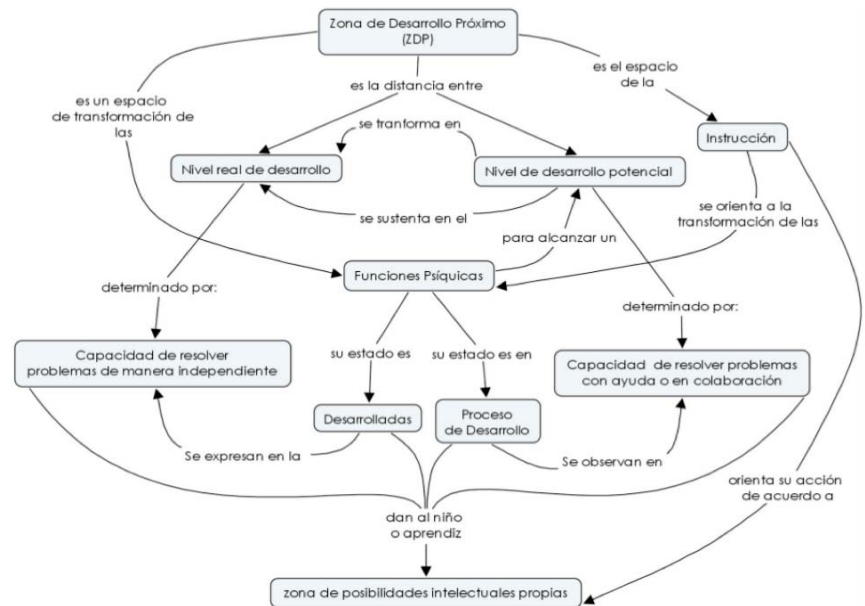 Zona de Desarrollo Próximo
(ZDP)
es el espacio
de la
es la distancia entre
es un espacio
de transformación de
las
se tranforma en
Instrucción
Nivel real de desarrollo
Nivel de desarrollo potencial
se orienta a la
transformación de las
se sustenta en el
para alcanzar un
Funciones Psíquicas
determinado por:
determinado por:
su estado es
su estado es en
Capacidad de resolver
problemas de manera independiente
Capacidad de resolver problemas
con ayuda o en colaboración
Desarrolladas
Proceso
de Desarrollo
Se expresan en la
Se observan en
orienta su acción
de acuerdo a
dan al niño
o aprendiz
zona de posibilidades intelectuales propias